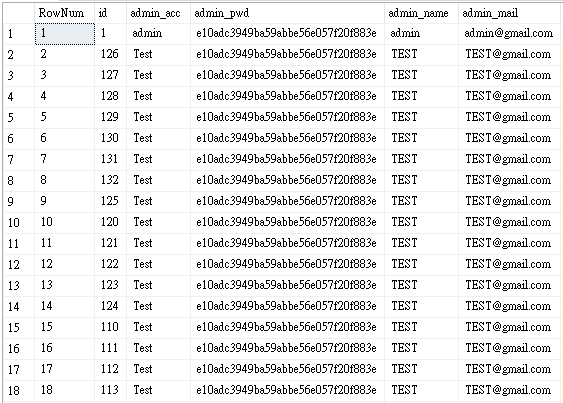 RowNum id admin_acc admin_pwd admin_name admin_mail
1 1 1 admin e10adc3949ba59abbe56e057f20f883e admin admin@gmail.com
2 2 126 Test e10adc3949ba59abbe56e057f20f883e TEST TEST@gmail.com
3 3 127 Test e10adc3949ba59abbe56e057f20f883e TEST TEST@gmail.com
4 4 128 Test e10adc3949ba59abbe56e057f20f883e TEST TEST@gmail.com
5 5 129 Test e10adc3949ba59abbe56e057f20f883e TEST TEST@gmail.com
6 6 130 Test e10adc3949ba59abbe56e057f20f883e TEST TEST@gmail.com
7 7 131 Test e10adc3949ba59abbe56e057f20f883e TEST TEST@gmail.com
8 8 132 Test e10adc3949ba59abbe56e057f20f883e TEST TEST@gmail.com
9 9 125 Test e10adc3949ba59abbe56e057f20f883e TEST TEST@gmail.com
10 10 120 Test e10adc3949ba59abbe56e057f20f883e TEST TEST@gmail.com
11 11 121 Test e10adc3949ba59abbe56e057f20f883e TEST TEST@gmail.com
12 12 122 Test e10adc3949ba59abbe56e057f20f883e TEST TEST@gmail.com
13 13 123 Test e10adc3949ba59abbe56e057f20f883e TEST TEST@gmail.com
14 14 124 Test e10adc3949ba59abbe56e057f20f883e TEST TEST@gmail.com
15 15 110 Test e10adc3949ba59abbe56e057f20f883e TEST TEST@gmail.com
16 16 111 Test e10adc3949ba59abbe56e057f20f883e TEST TEST@gmail.com
17 17 112 Test e10adc3949ba59abbe56e057f20f883e TEST TEST@gmail.com
18 18 113 Test e10adc3949ba59abbe56e057f20f883e TEST TEST@gmail.com